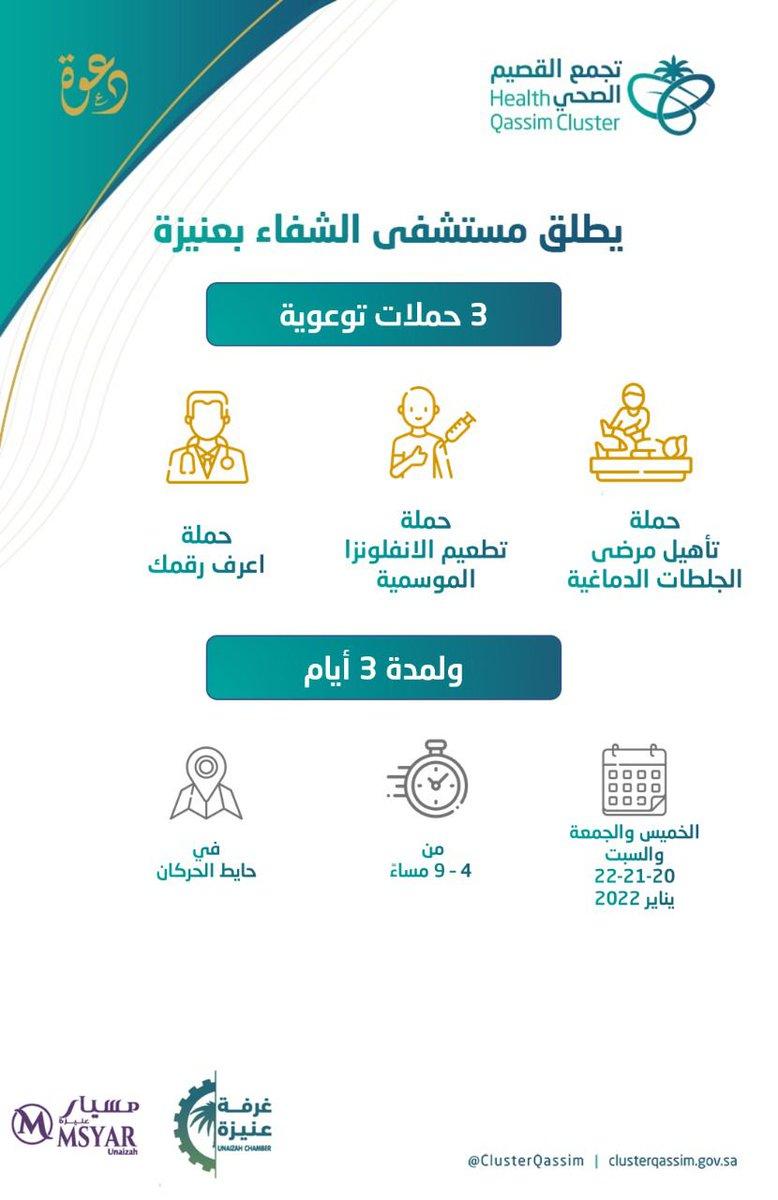 دعوة
تجمع القصيم
الصحي Health
Qassim Cluster
يطلق مستشفى الشفاء بعنيزة
3 حملات توعوية
حملة
تأهيل مرضى
الجلطات الدماغية
حملة
تطعيم الانفلونزا
الموسمية
حملة
اعرف رقمك
ولمدة 3 أيام
الخميس والجمعة
والسبت
22-21-20
يناير 2022
من
4 - 9 مساءً
في
حايط الحركان
مسيار
عنيزة
MSYAR
Unaizah
غرفة
عنيزة
UNAIZAH CHAMBER
@ClusterQassim | clusterqassim.gov.sa